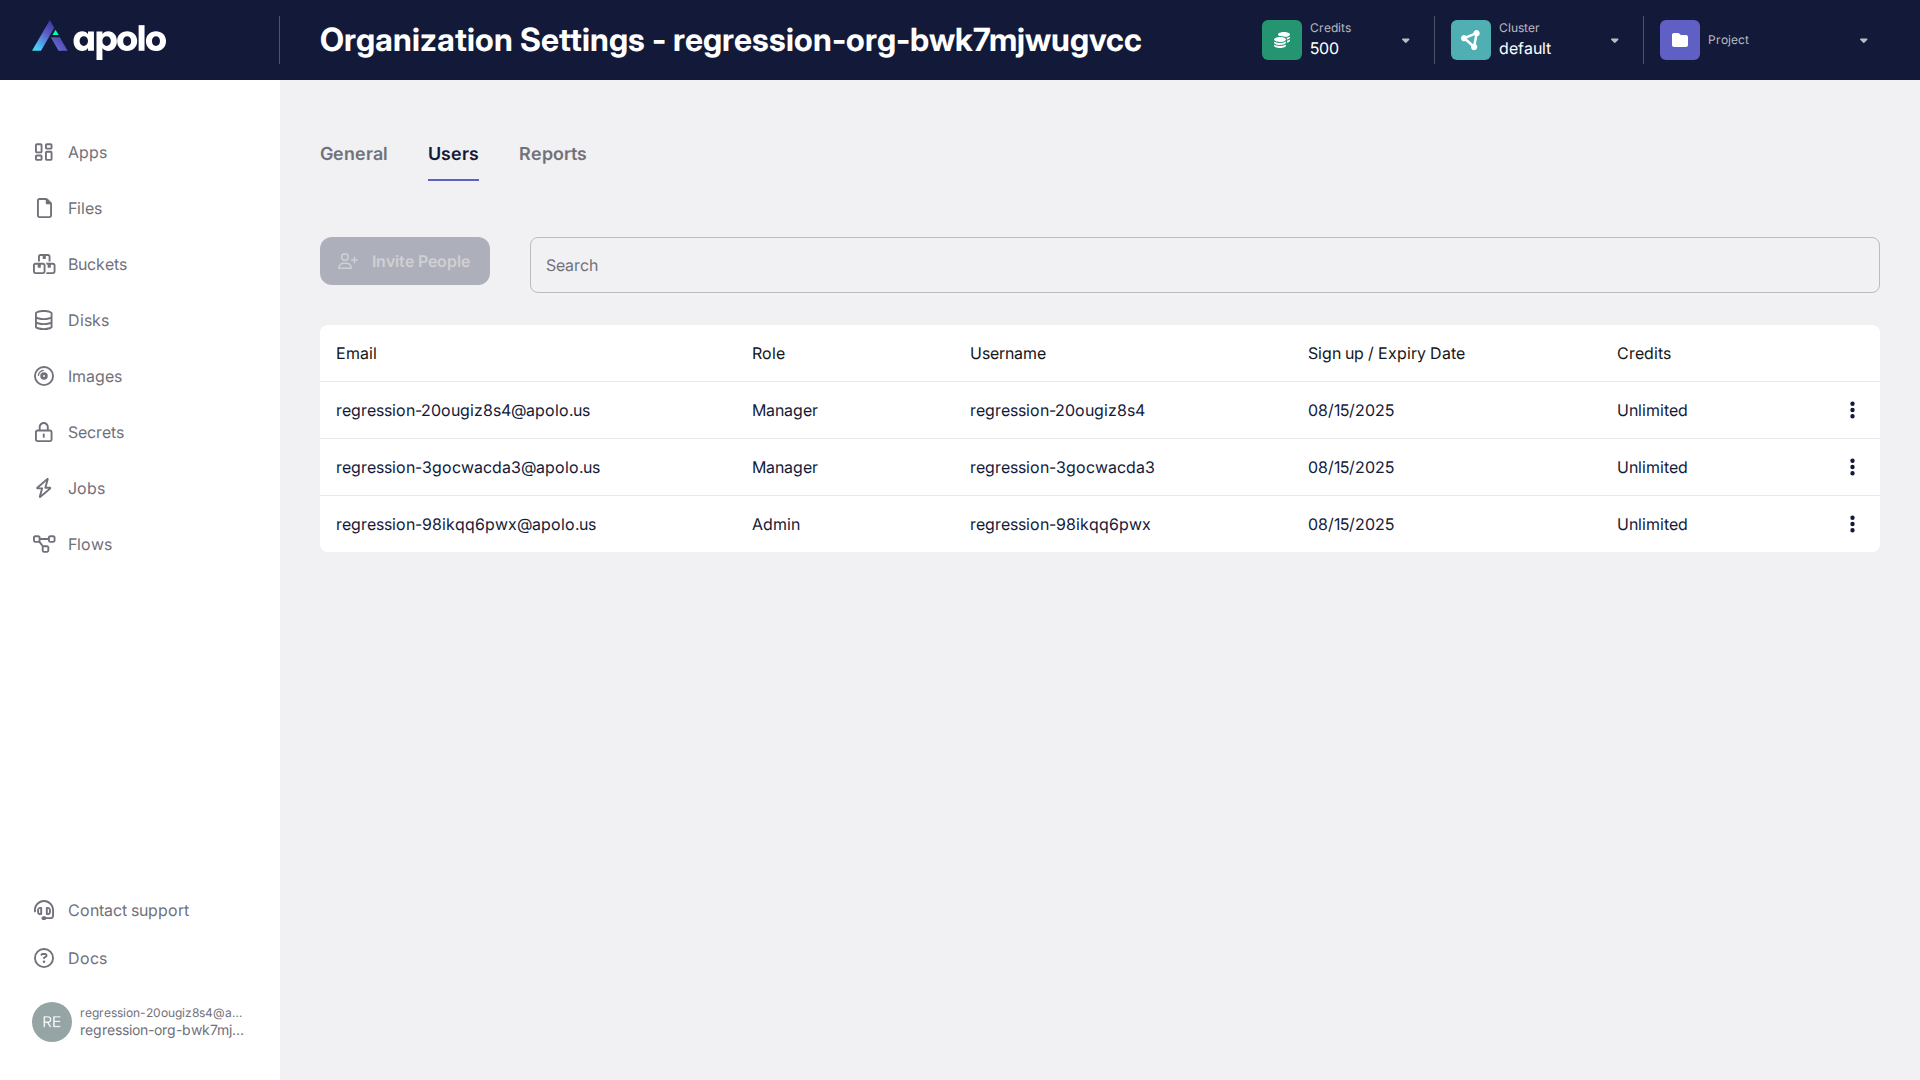 apolo
Organization Settings - regression-org-bwk7mjwugvcc
Credits
500
Cluster
default
Project
Apps
Files
Buckets
Disks
Images
Secrets
Jobs
Flows
Contact support
Docs
RE
regression-20ougiz8s4@a...
regression-org-bwk7mj...
General Users Reports
Invite People
Search
Email Role Username Sign up / Expiry Date Credits
regression-20ougiz8s4@apolo.us Manager regression-20ougiz8s4 08/15/2025 Unlimited
regression-3gocwacda3@apolo.us Manager regression-3gocwacda3 08/15/2025 Unlimited
regression-98ikqq6pwx@apolo.us Admin regression-98ikqq6pwx 08/15/2025 Unlimited